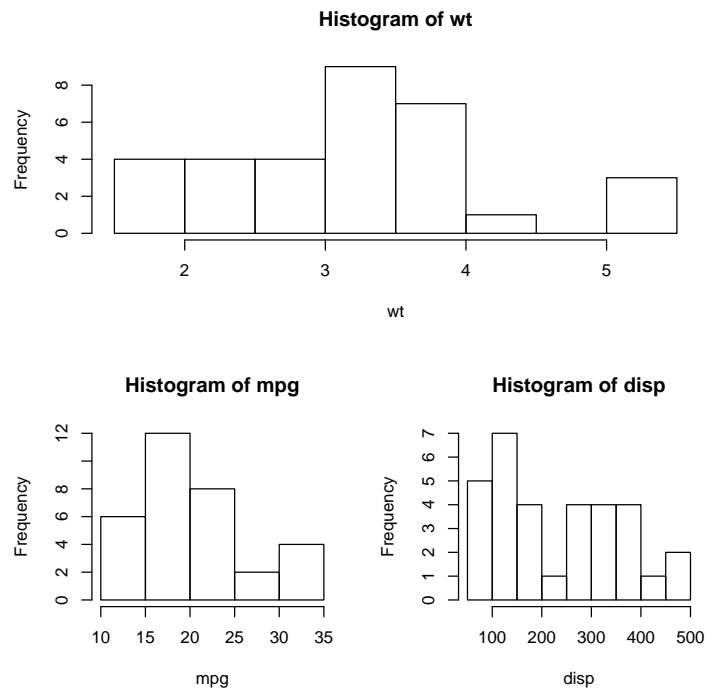 Histogram of wt
Frequency
0 2 4 6 8
2 3 4 5
wt
Histogram of mpg
Frequency
0 2 4 6 8 12
10 15 20 25 30 35
mpg
Histogram of disp
Frequency
0 1 2 3 4 5 6 7
100 200 300 400 500
disp